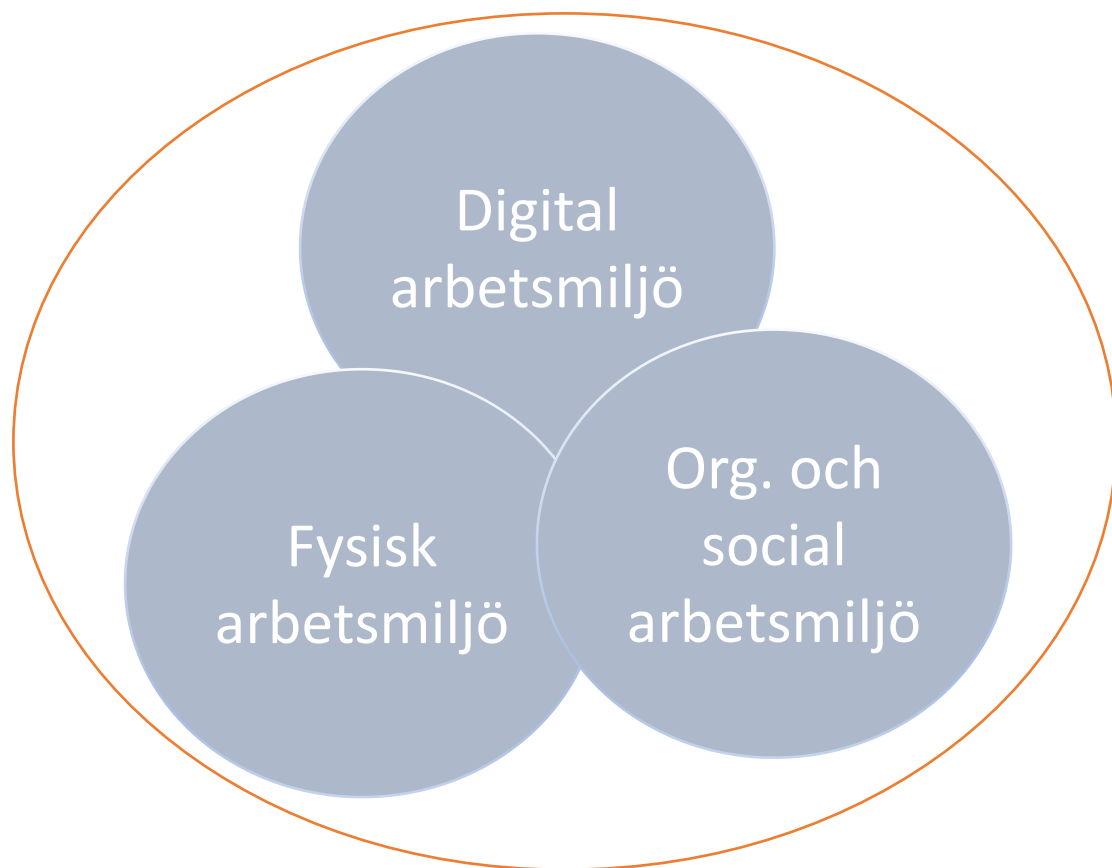 Digital
arbetsmiljö
Fysisk
arbetsmiljö
Org. och
social
arbetsmiljö